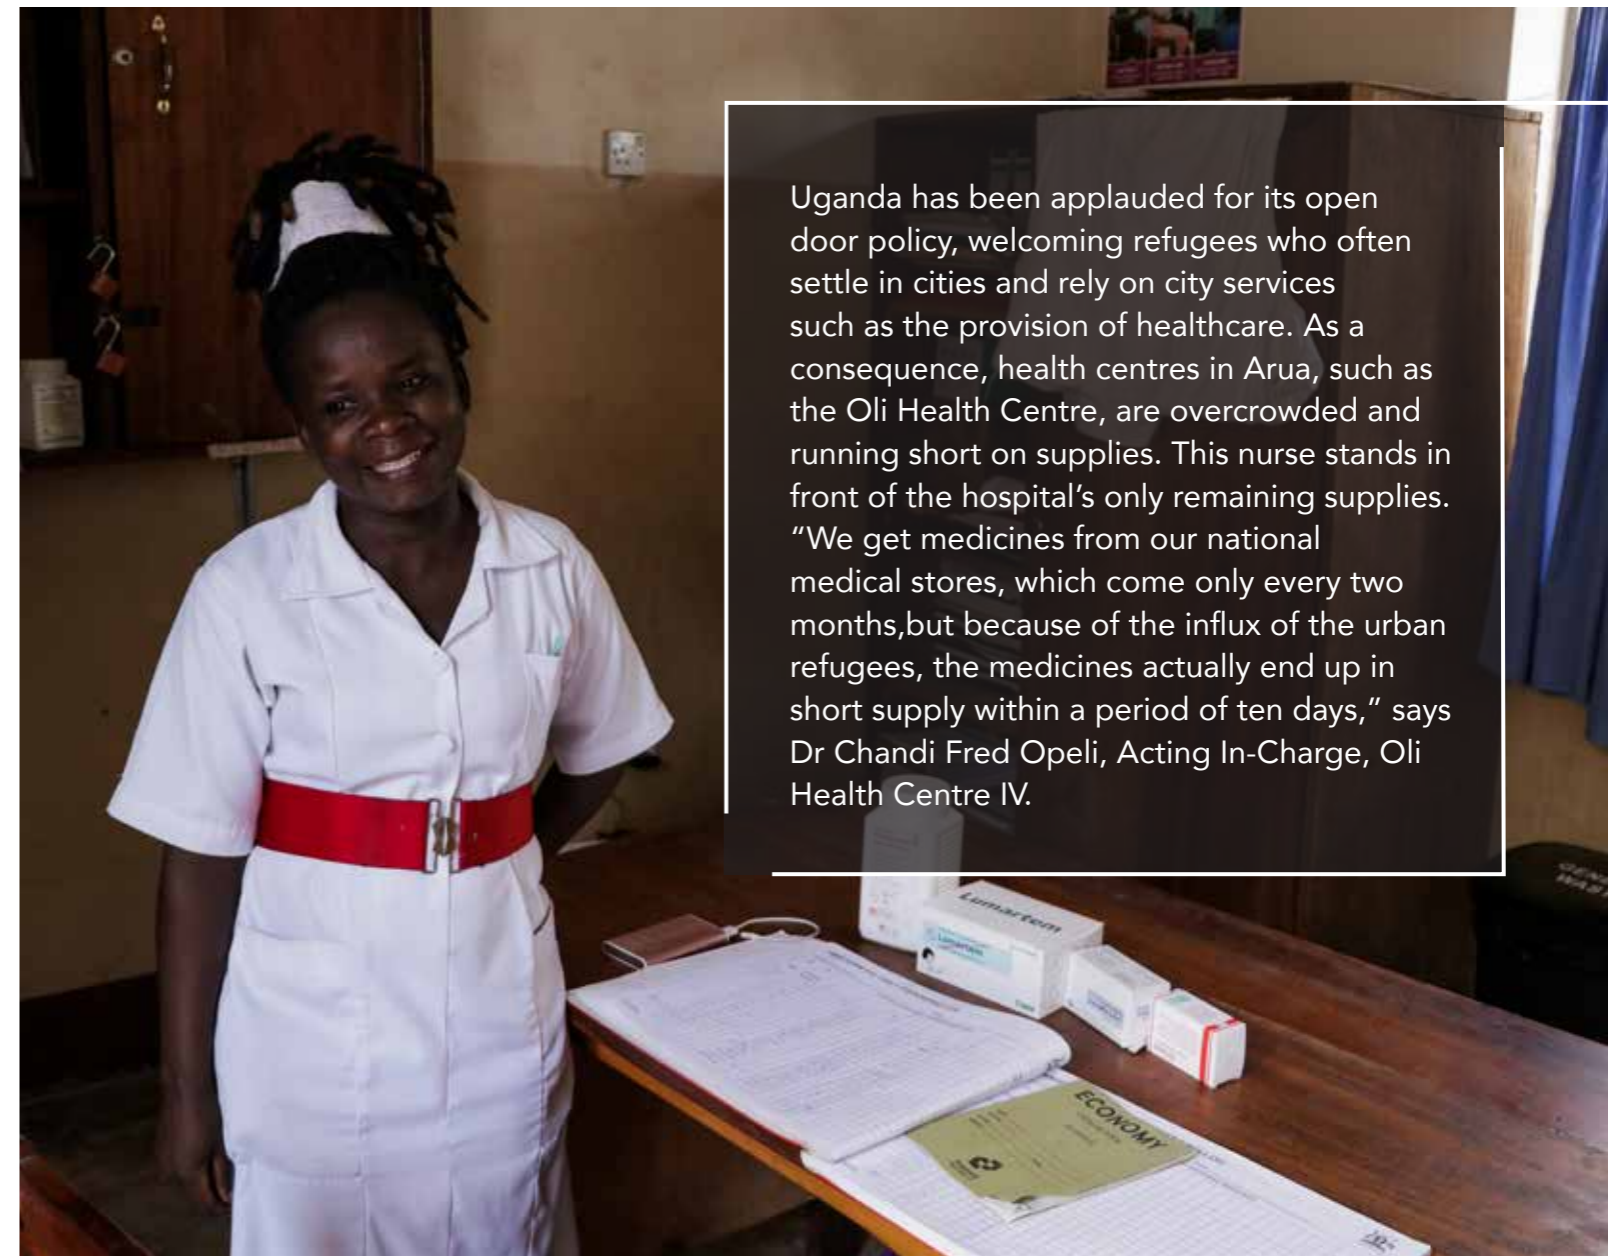 Uganda has been applauded for its open
door policy, welcoming refugees who often
settle in cities and rely on city services
such as the provision of healthcare. As a
consequence, health centres in Arua, such as
the Oli Health Centre, are overcrowded and
running short on supplies. This nurse stands in
front of the hospital’s only remaining supplies.
“We get medicines from our national
medical stores, which come only every two
months,but because of the influx of the urban
refugees, the medicines actually end up in
short supply within a period of ten days,” says
Dr Chandi Fred Opeli, Acting In-Charge, Oli
Health Centre IV.
Lumartem
Lumartem
ECONOMY